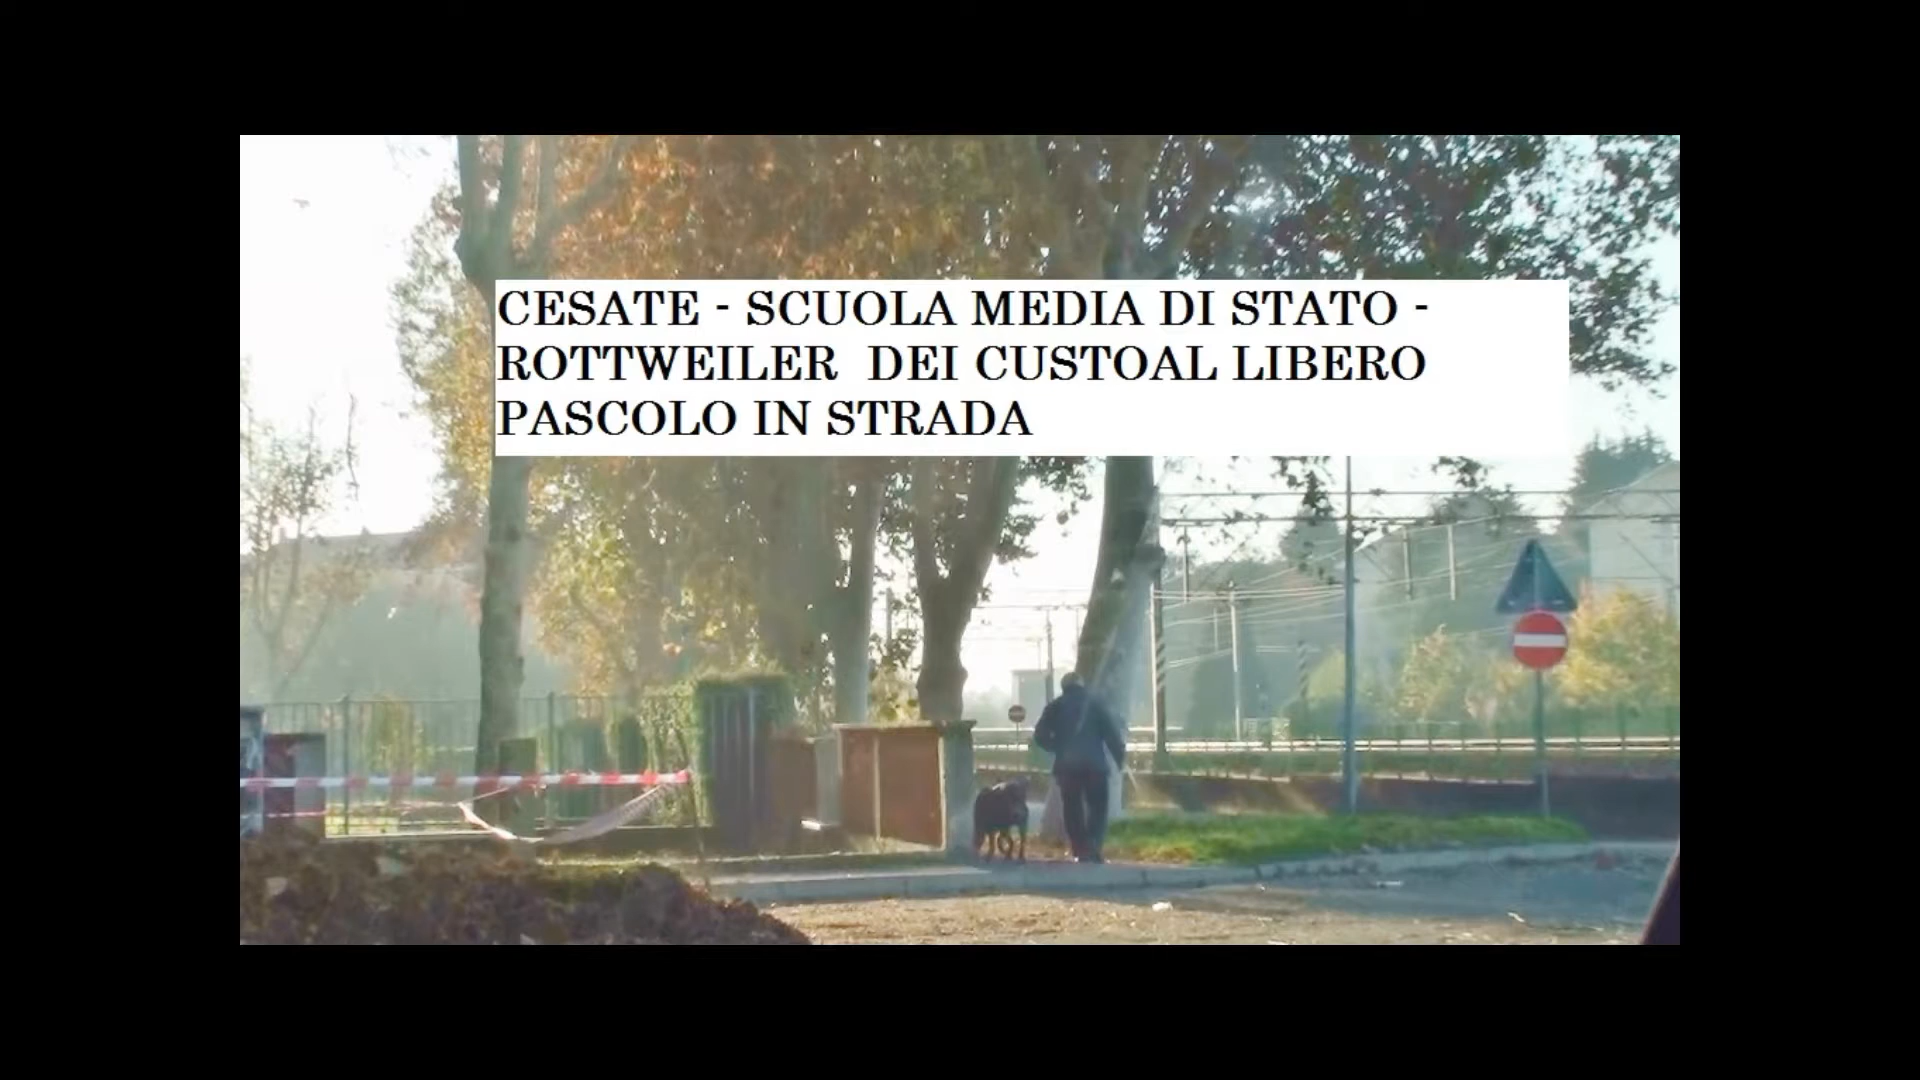 CESATE - SCUOLA MEDIA DI STATO -
ROTTWEILER  DEI CUSTOAL LIBERO
PASCOLO IN STRADA